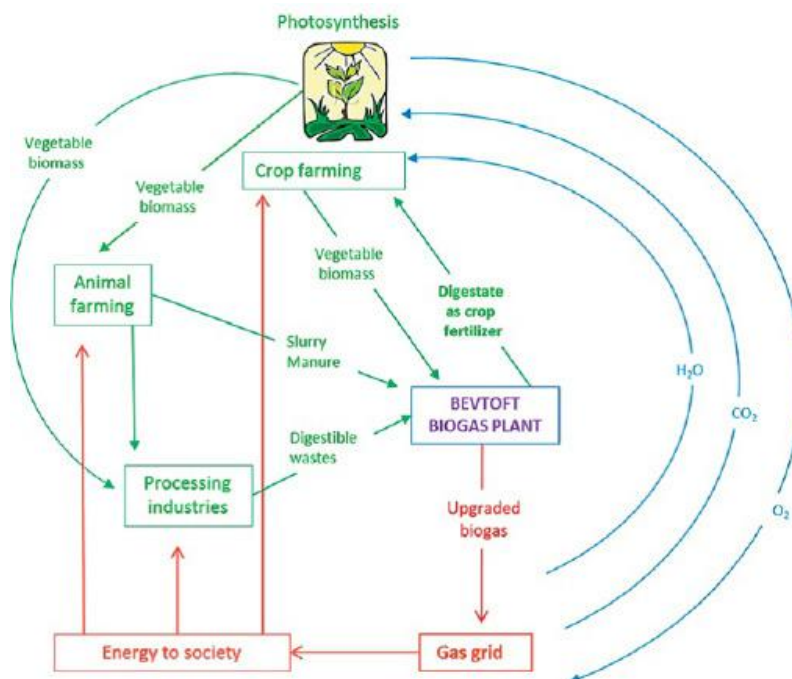 Photosynthesis
Vegetable
biomass
Vegetable
biomass
Crop farming
Vegetable
biomass
Digestate
as crop
fertilizer
Animal
farming
Slurry
Manure
H₂O
CO₂
O₂
BEVTOFT
BIOGAS PLANT
Digestible
wastes
Processing
industries
Upgraded
biogas
Energy to society
Gas grid